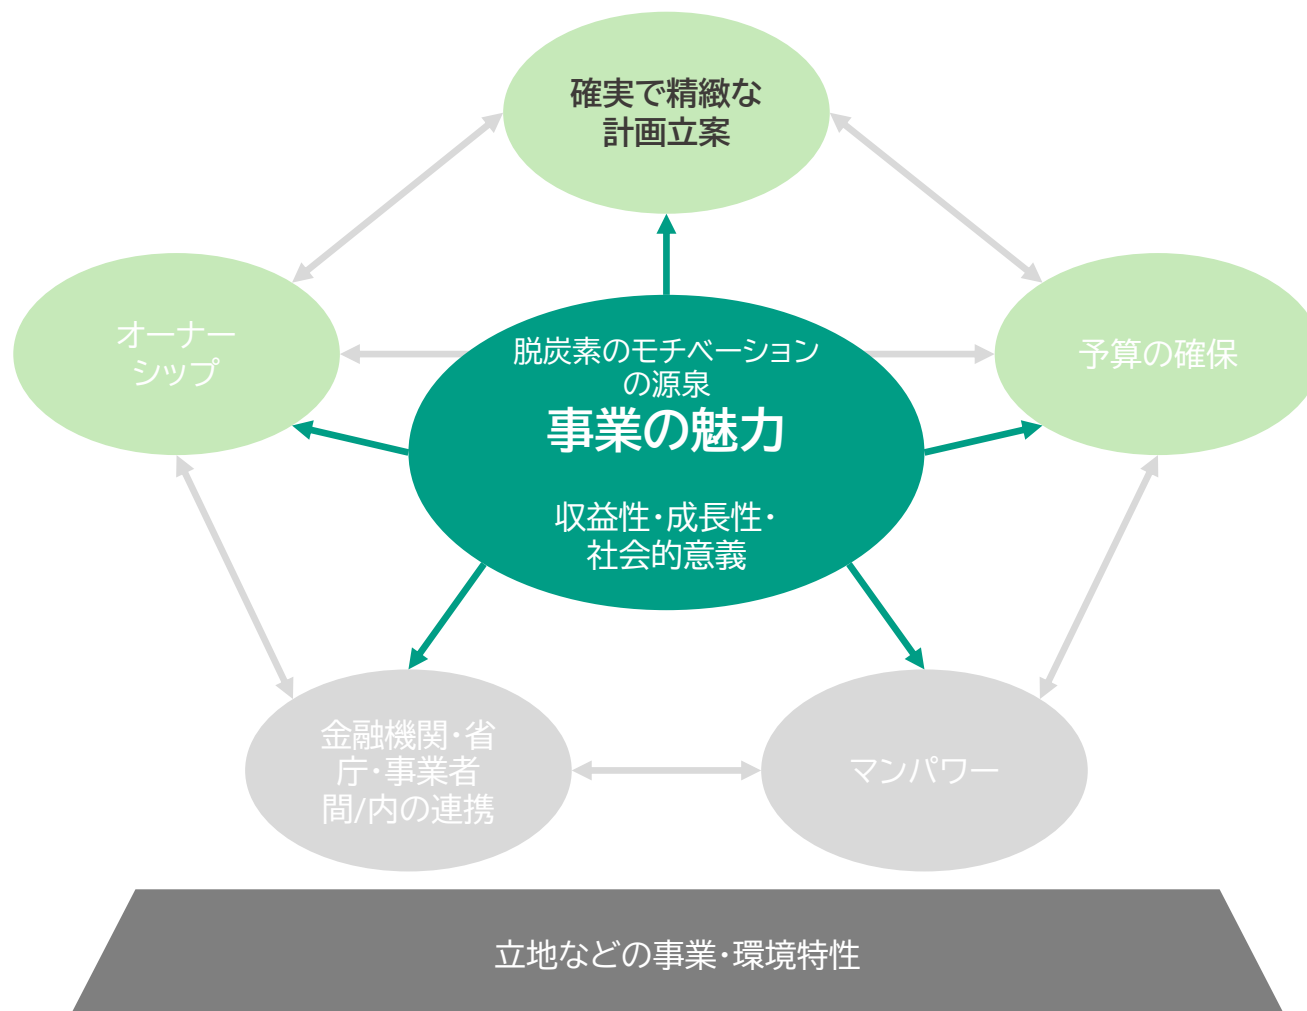 確実で精緻な
計画立案
オーナー
シップ
脱炭素のモチベーション
の源泉
事業の魅力
収益性・成長性・
社会的意義
予算の確保
金融機関・省
庁・事業者
間/内の連携
マンパワー
立地などの事業・環境特性